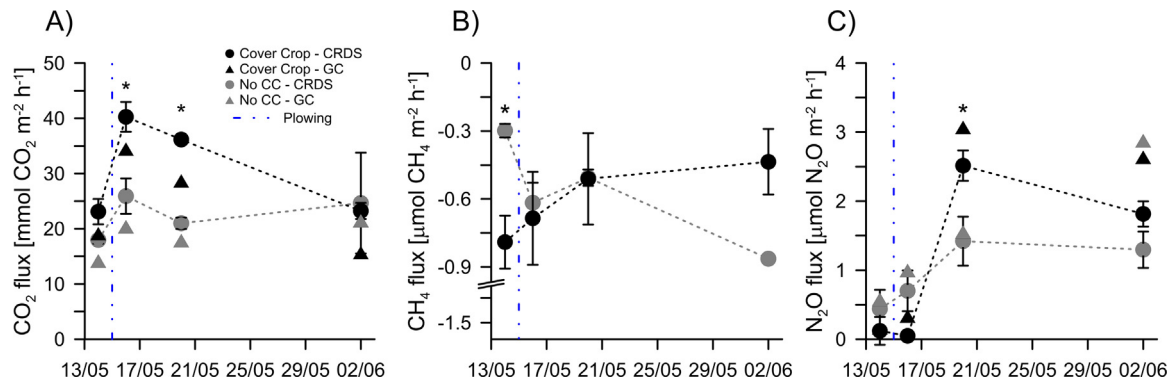 A)
CO₂ flux [mmol CO₂ m⁻² h⁻¹]
50
40
30
20
10
0
* *
Cover Crop - CRDS
Cover Crop - GC
No CC - CRDS
No CC - GC
Plowing
13/05 17/05 21/05 25/05 29/05 02/06
B)
CH₄ flux [µmol CH₄ m⁻² h⁻¹]
0
-0.3
-0.6
-0.9
-1.5
*
13/05 17/05 21/05 25/05 29/05 02/06
C)
N₂O flux [µmol N₂O m⁻² h⁻¹]
4
3
2
1
0
*
13/05 17/05 21/05 25/05 29/05 02/06